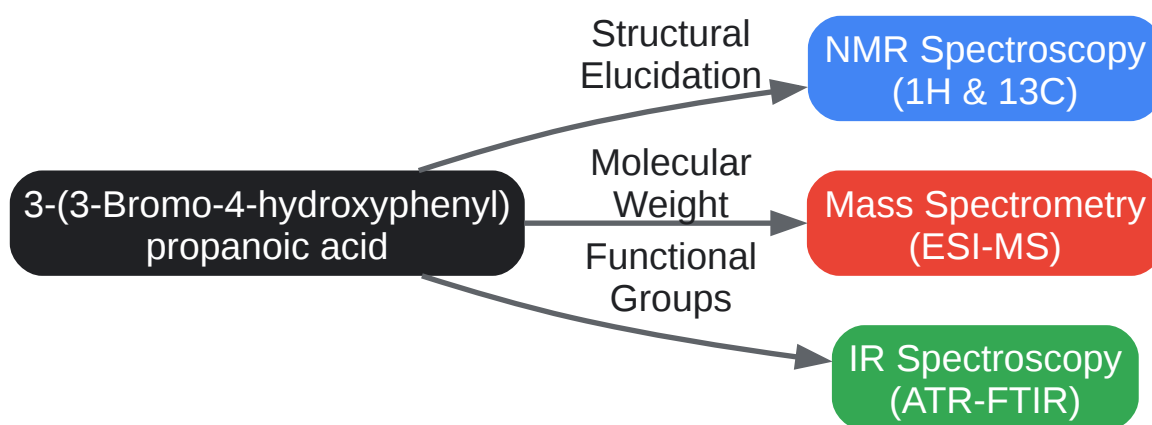 3-(3-Bromo-4-hydroxyphenyl)
propanoic acid
Structural
Elucidation
NMR Spectroscopy
(1H & 13C)
Molecular
Weight
Mass Spectrometry
(ESI-MS)
Functional
Groups
IR Spectroscopy
(ATR-FTIR)